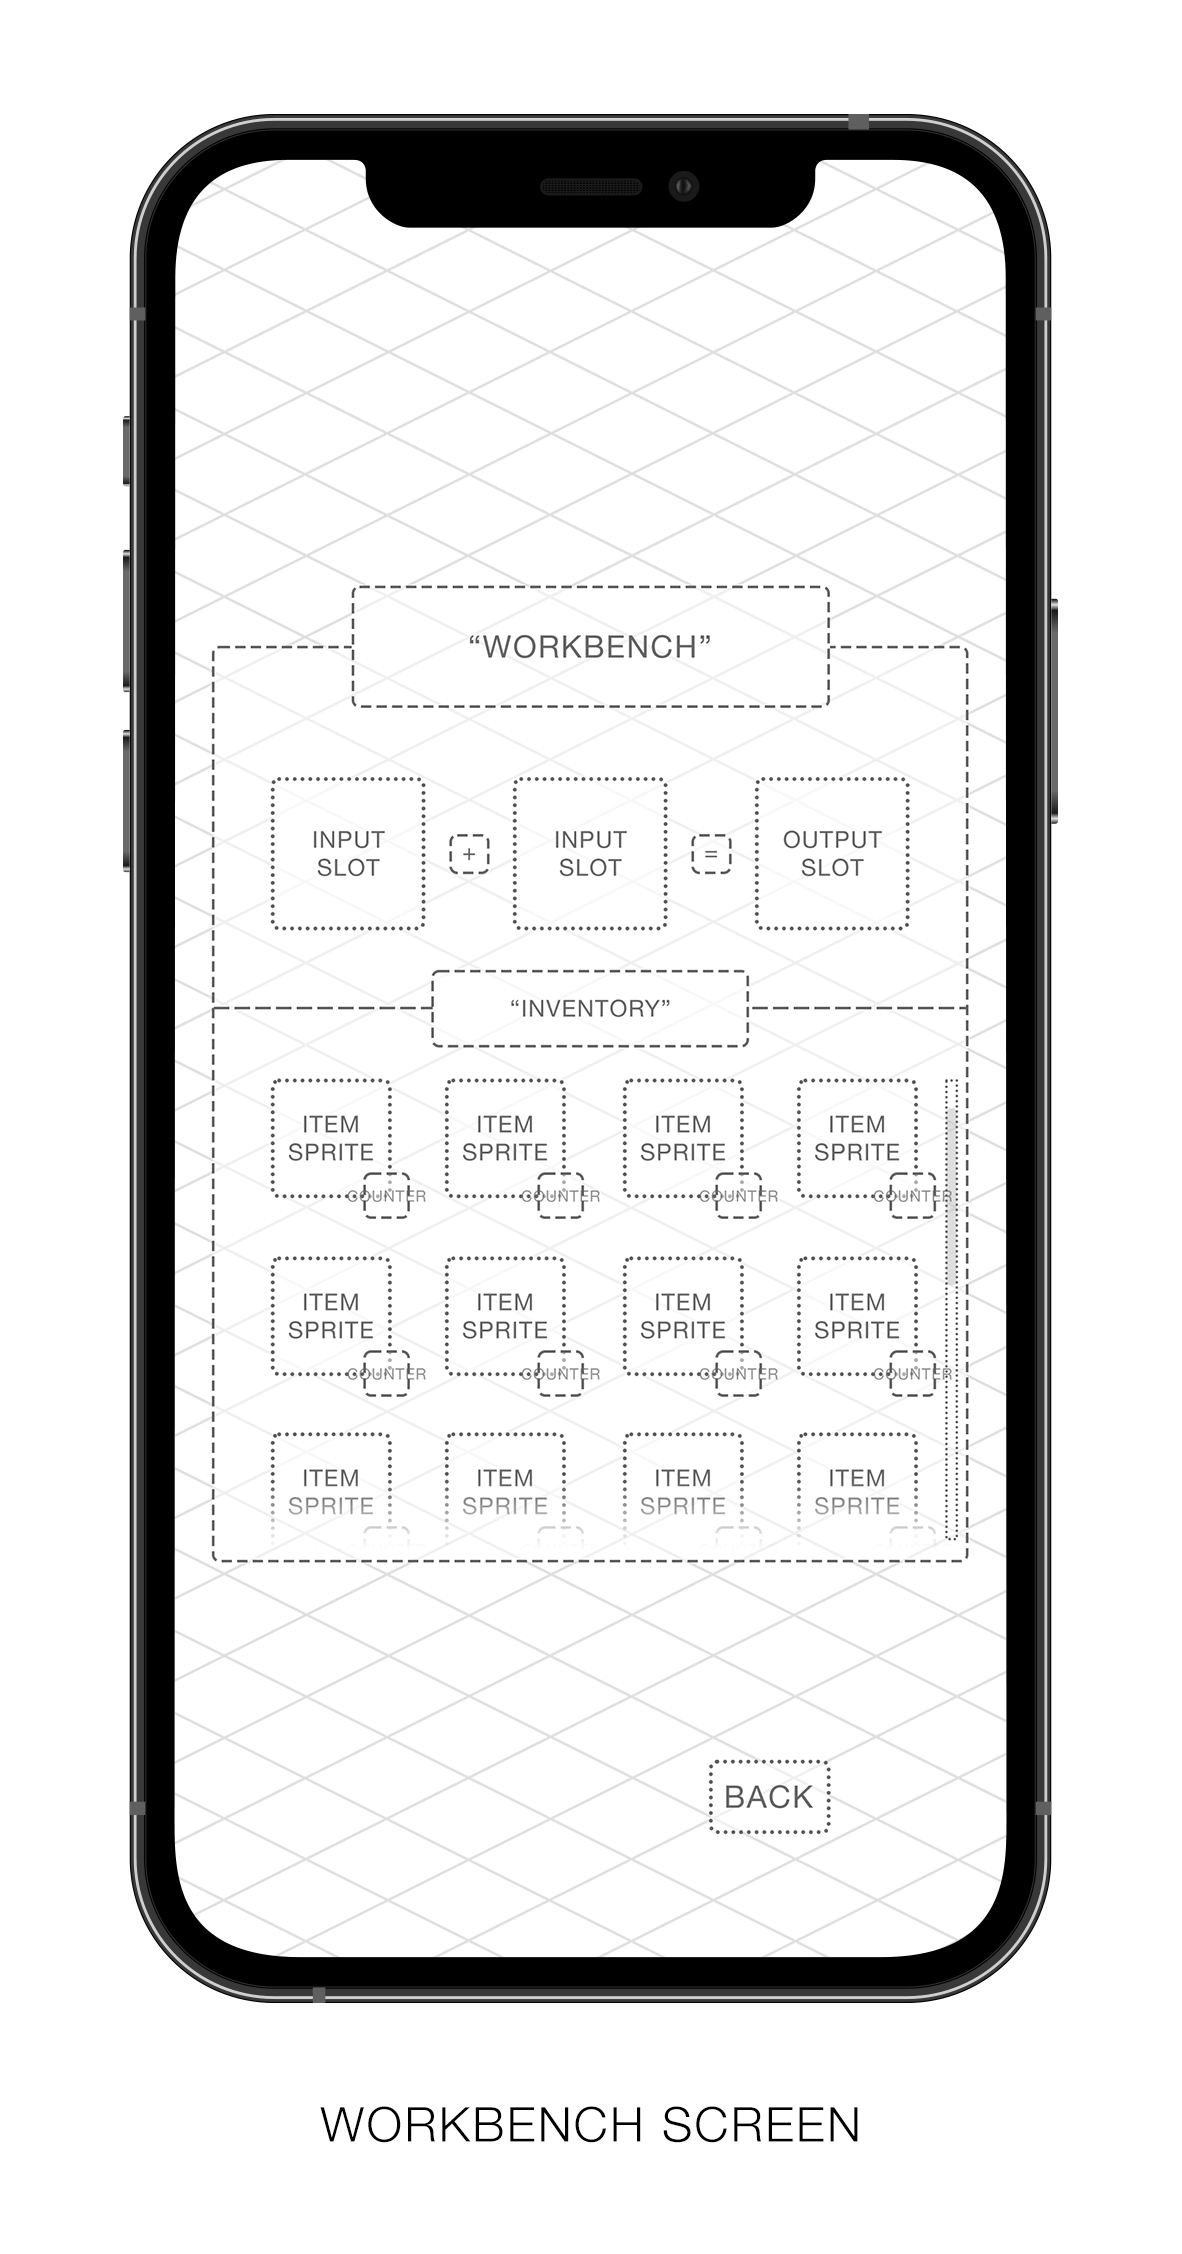 “WORKBENCH”
INPUT
SLOT
+
INPUT
SLOT
=
OUTPUT
SLOT
“INVENTORY”
ITEM
SPRITE
COUNTER
ITEM
SPRITE
COUNTER
ITEM
SPRITE
COUNTER
ITEM
SPRITE
COUNTER
ITEM
SPRITE
COUNTER
ITEM
SPRITE
COUNTER
ITEM
SPRITE
COUNTER
ITEM
SPRITE
COUNTER
ITEM
SPRITE
ITEM
SPRITE
ITEM
SPRITE
ITEM
SPRITE
BACK
WORKBENCH SCREEN